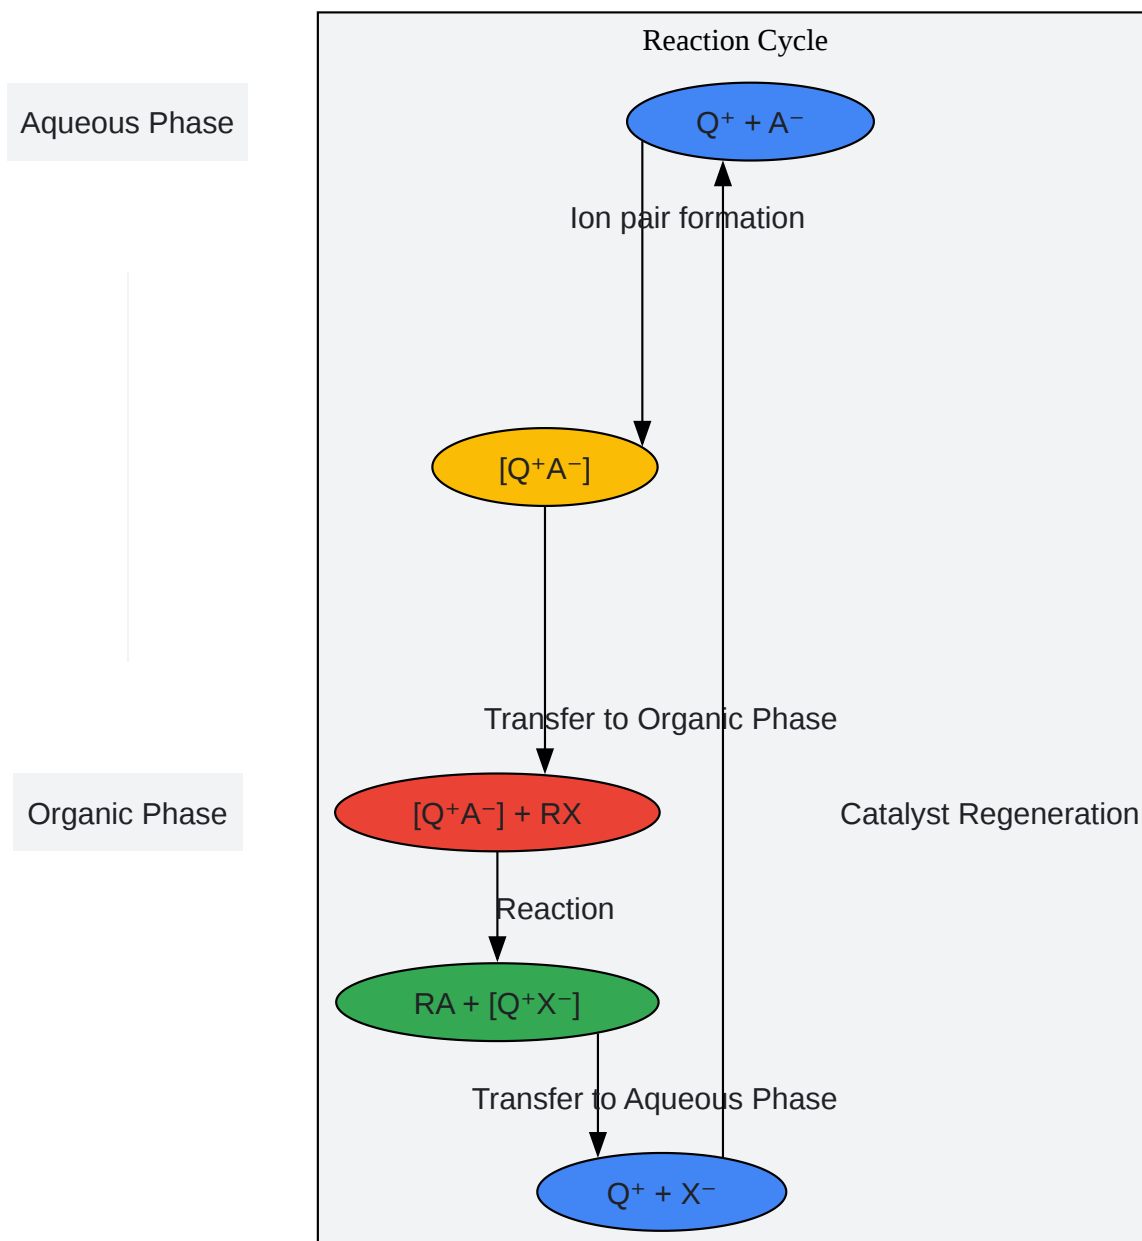 Reaction Cycle
Aqueous Phase
Q⁺ + A⁻
Ion pair formation
[Q⁺A⁻]
Transfer to Organic Phase
Organic Phase
[Q⁺A⁻] + RX
Catalyst Regeneration
Reaction
RA + [Q⁺X⁻]
Transfer to Aqueous Phase
Q⁺ + X⁻